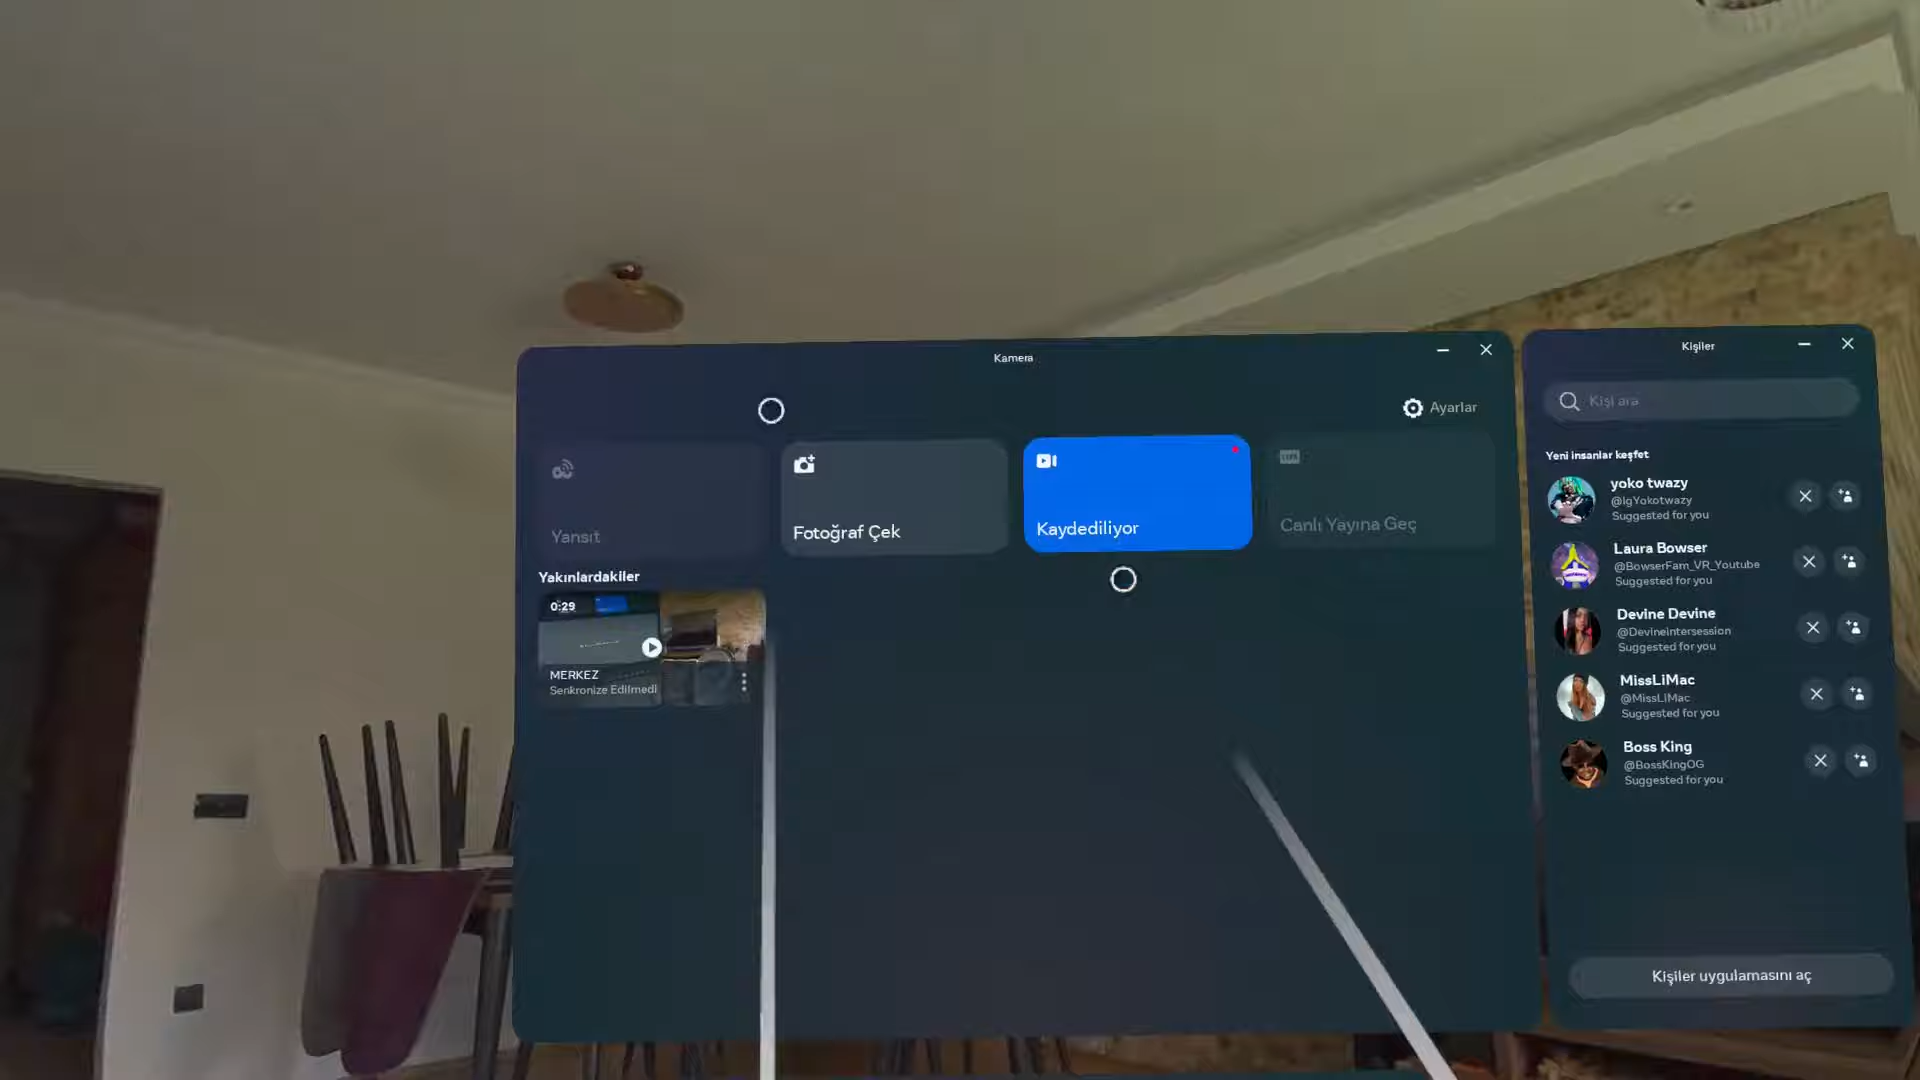 Kamera
Ayarlar
Yansıt
Fotoğraf Çek
Kaydediliyor
LIVE
Canlı Yayına Geç
Yakınlardakiler
0:29
MERKEZ
Senkronize Edilmedi
Kişiler
Kişi ara
Yeni insanlar keşfet
yoko twazy
@IgYokotwazy
Suggested for you
Laura Bowser
@BowserFam_VR_Youtube
Suggested for you
Devine Devine
@Devineintersession
Suggested for you
MissLiMac
@MissLiMac
Suggested for you
Boss King
@BossKingOG
Suggested for you
Kişiler uygulamasını aç